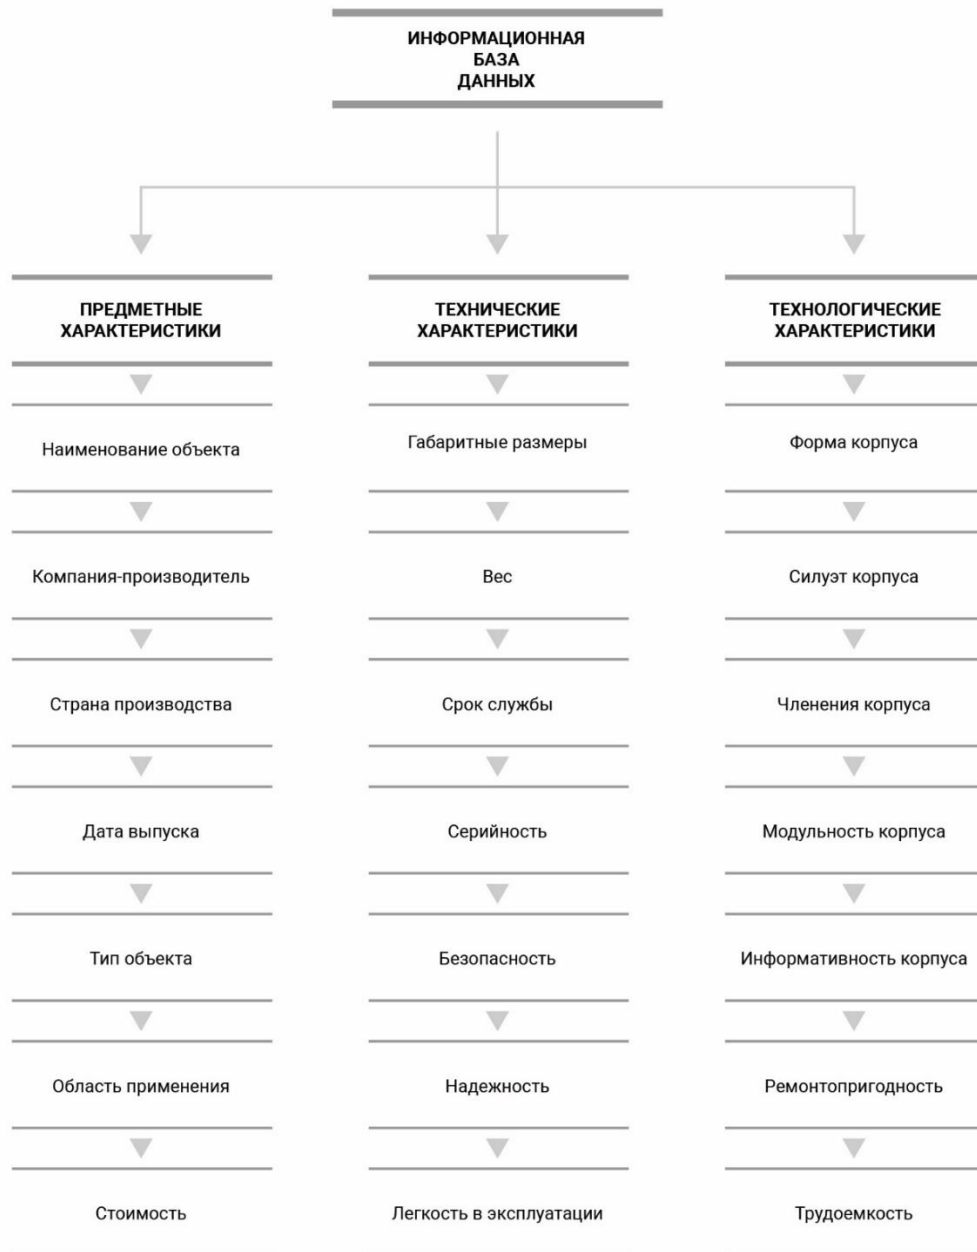 ИНФОРМАЦИОННАЯ
БАЗА
ДАННЫХ
ПРЕДМЕТНЫЕ
ХАРАКТЕРИСТИКИ
Наименование объекта
Компания-производитель
Страна производства
Дата выпуска
Тип объекта
Область применения
Стоимость
ТЕХНИЧЕСКИЕ
ХАРАКТЕРИСТИКИ
Габаритные размеры
Вес
Срок службы
Серийность
Безопасность
Надежность
Легкость в эксплуатации
ТЕХНОЛОГИЧЕСКИЕ
ХАРАКТЕРИСТИКИ
Форма корпуса
Силуэт корпуса
Членения корпуса
Модульность корпуса
Информативность корпуса
Ремонтопригодность
Трудоемкость